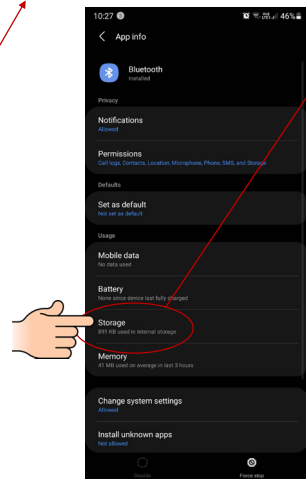 10:27
46%
App info
Bluetooth
Installed
Privacy
Notifications
Allowed
Permissions
Call logs, Contacts, Location, Microphone, Phone, SMS, and Storage
Defaults
Set as default
Not set as default
Usage
Mobile data
No data used
Battery
None since device last fully charged
Storage
891 KB used in Internal storage
Memory
41 MB used on average in last 3 hours
Change system settings
Allowed
Install unknown apps
Not allowed
Disable
Force stop